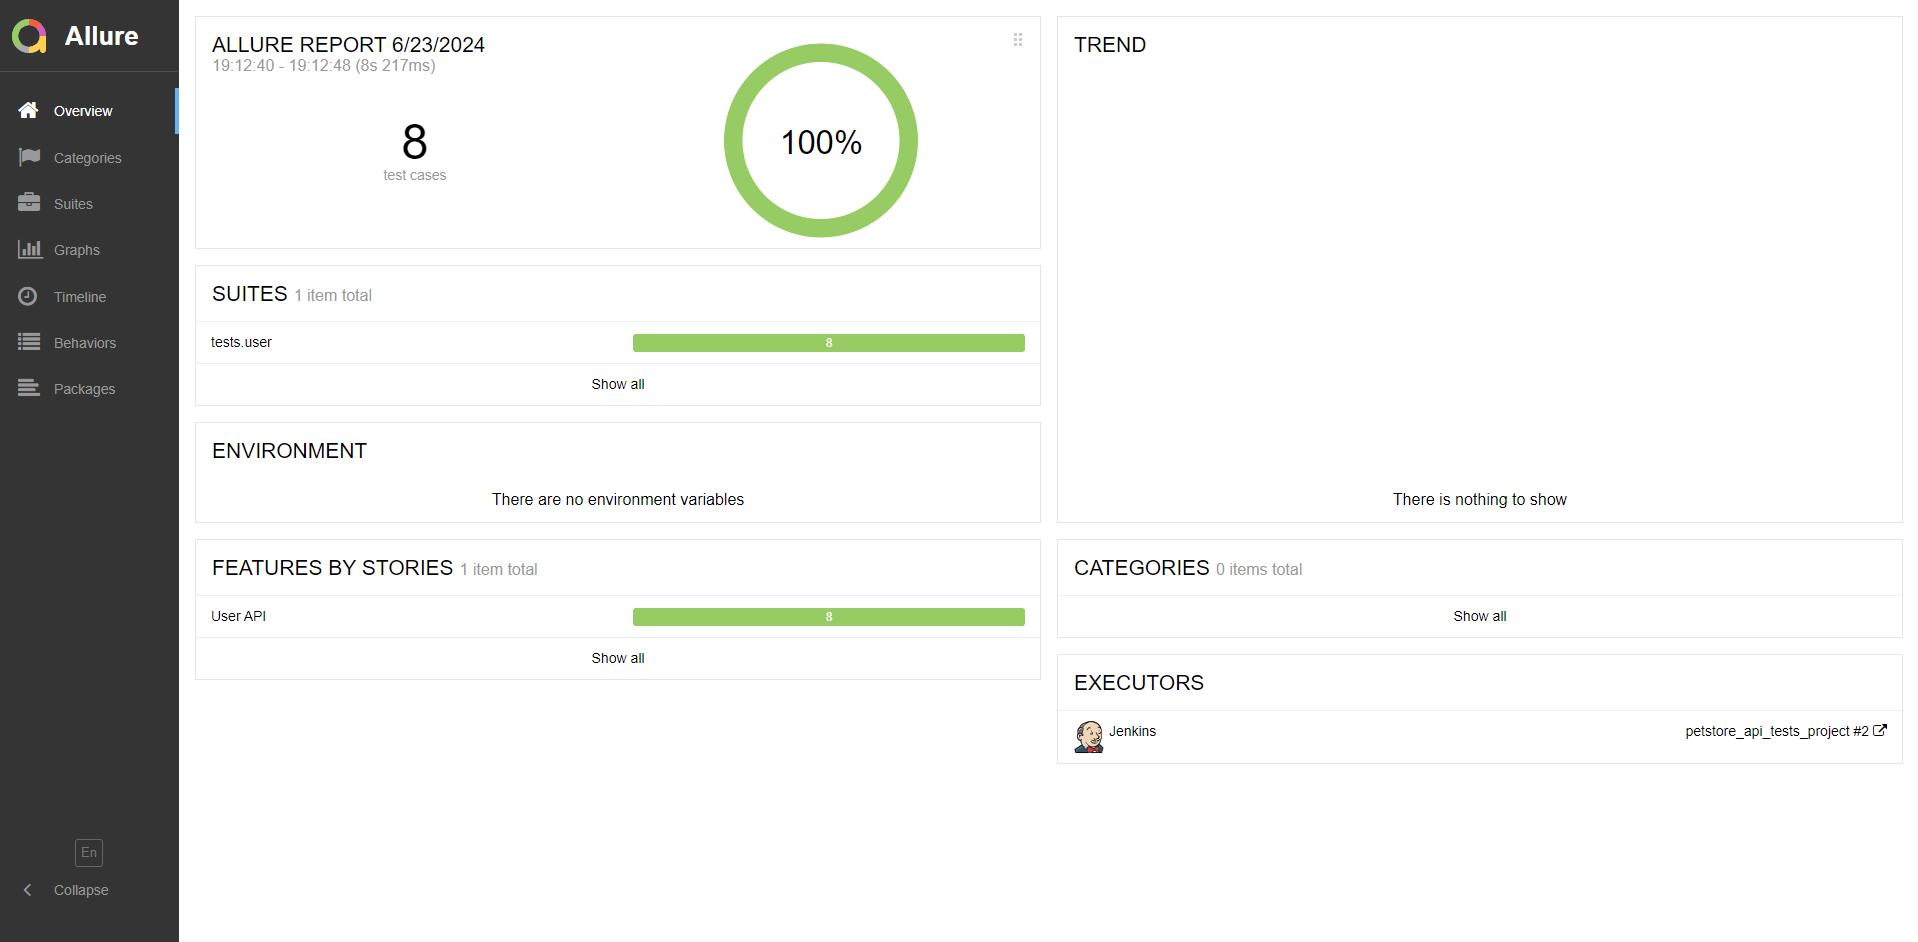 Allure
Overview
Categories
Suites
Graphs
Timeline
Behaviors
Packages
En
Collapse
ALLURE REPORT 6/23/2024
19:12:40 - 19:12:48 (8s 217ms)
8
test cases
100%
SUITES 1 item total
tests.user 8
Show all
ENVIRONMENT
There are no environment variables
FEATURES BY STORIES 1 item total
User API 8
Show all
TREND
There is nothing to show
CATEGORIES 0 items total
Show all
EXECUTORS
Jenkins petstore_api_tests_project #2